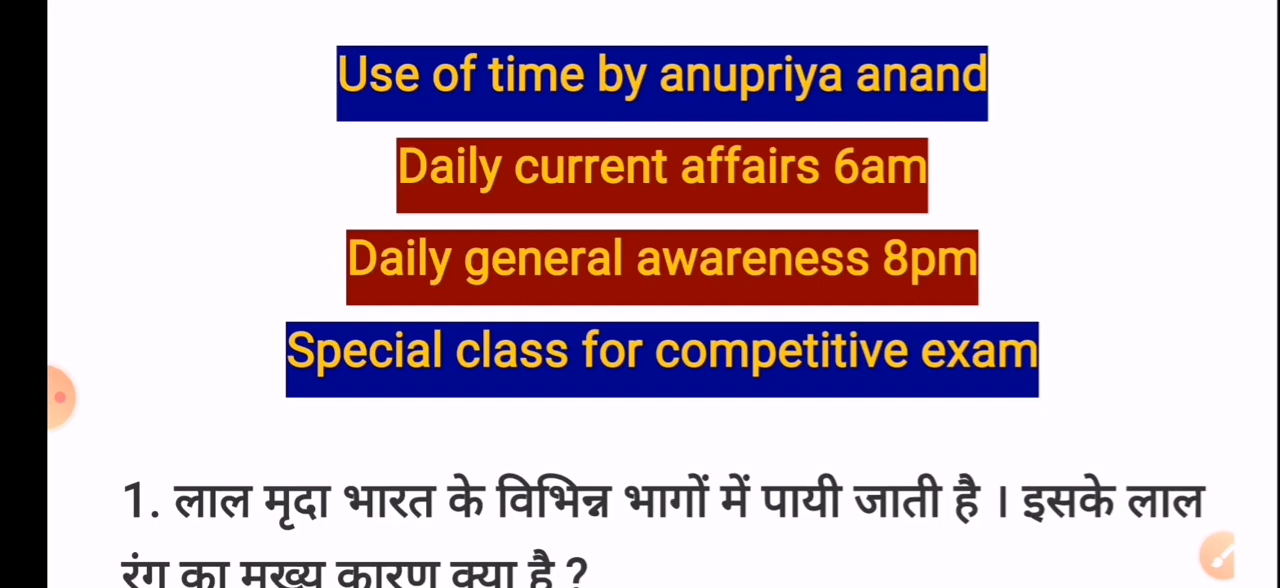 Use of time by anupriya anand
Daily current affairs 6am
Daily general awareness 8pm
Special class for competitive exam
1. लाल मृदा भारत के विभिन्न भागों में पायी जाती है । इसके लाल
रंग का मुख्य कारण क्या है ?